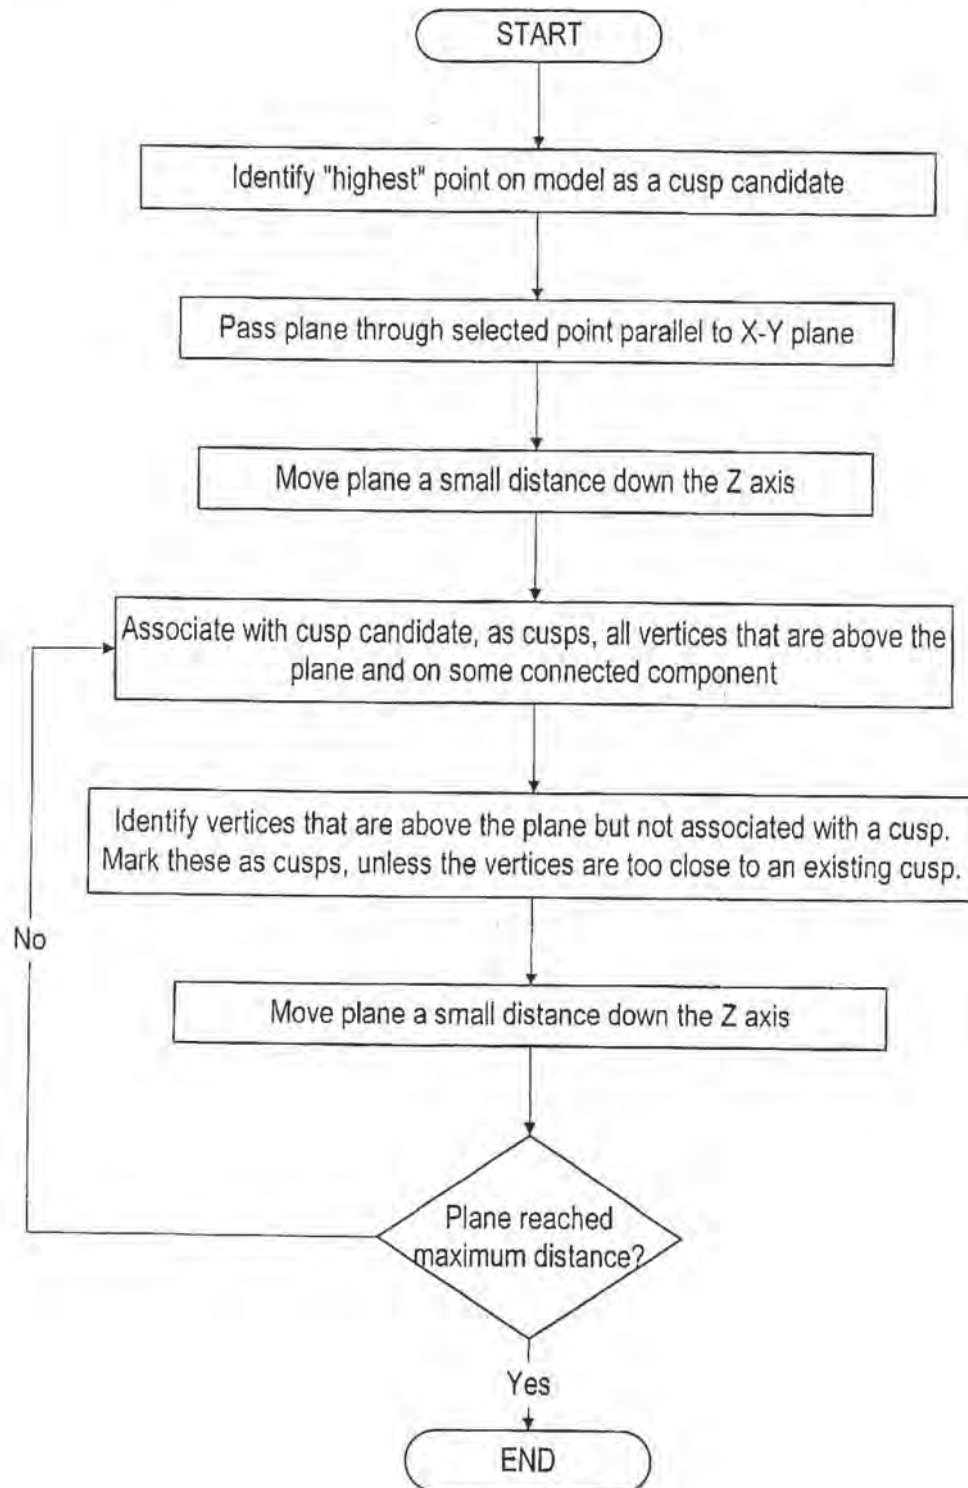 START
Identify "highest" point on model as a cusp candidate
Pass plane through selected point parallel to X-Y plane
Move plane a small distance down the Z axis
Associate with cusp candidate, as cusps, all vertices that are above the
plane and on some connected component
Identify vertices that are above the plane but not associated with a cusp.
Mark these as cusps, unless the vertices are too close to an existing cusp.
No
Move plane a small distance down the Z axis
Plane reached
maximum distance?
Yes
END